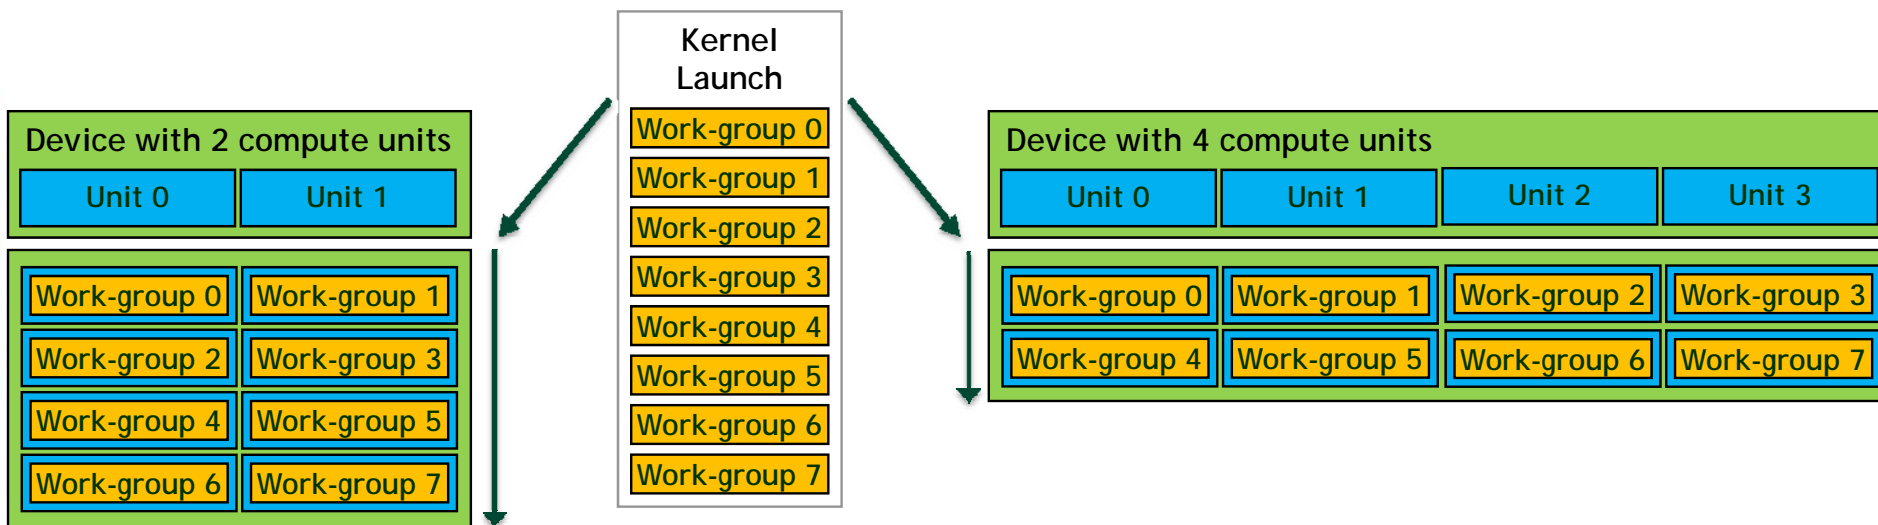 Kernel
Launch
Work-group 0
Work-group 1
Work-group 2
Work-group 3
Work-group 4
Work-group 5
Work-group 6
Work-group 7
Device with 2 compute units
Unit 0 Unit 1
Work-group 0 Work-group 1
Work-group 2 Work-group 3
Work-group 4 Work-group 5
Work-group 6 Work-group 7
Device with 4 compute units
Unit 0 Unit 1 Unit 2 Unit 3
Work-group 0 Work-group 1 Work-group 2 Work-group 3
Work-group 4 Work-group 5 Work-group 6 Work-group 7